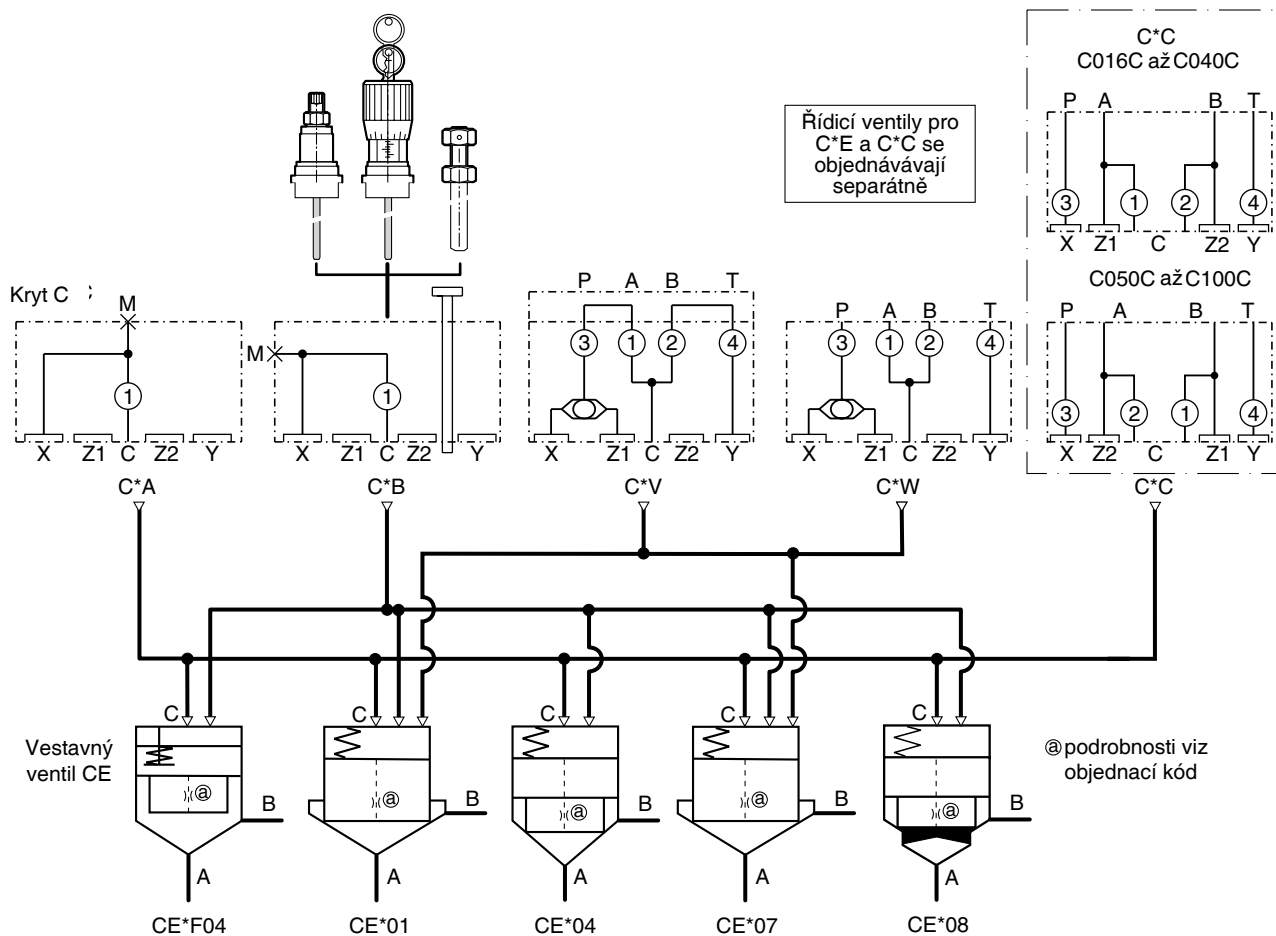 C*C
C016C až C040C
P A B T
3 1 2 4
X Z1 C Z2 Y
Řídicí ventily pro
C*E a C*C se
objednávávají
separátně
C050C až C100C
P A B T
3 2 1 4
X Z2 C Z1 Y
C*C
Kryt C
M
1
X Z1 C Z2 Y
C*A
M
1
X Z1 C Z2 Y
C*B
P A B T
3 1 2 4
X Z1 C Z2 Y
C*V
P A B T
3 1 2 4
X Z1 C Z2 Y
C*W
Vestavný
ventil CE
C
a
B
A
CE*F04
C
a
B
A
CE*01
C
a
B
A
CE*04
C
a
B
A
CE*07
C
a
B
A
CE*08
ⓐ podrobnosti viz
objednací kód